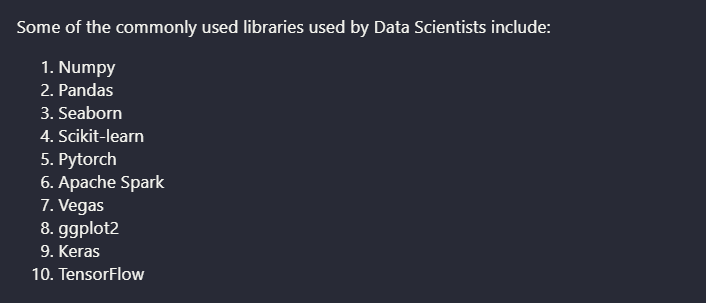 Some of the commonly used libraries used by Data Scientists include:
1. Numpy
2. Pandas
3. Seaborn
4. Scikit-learn
5. Pytorch
6. Apache Spark
7. Vegas
8. ggplot2
9. Keras
10. TensorFlow